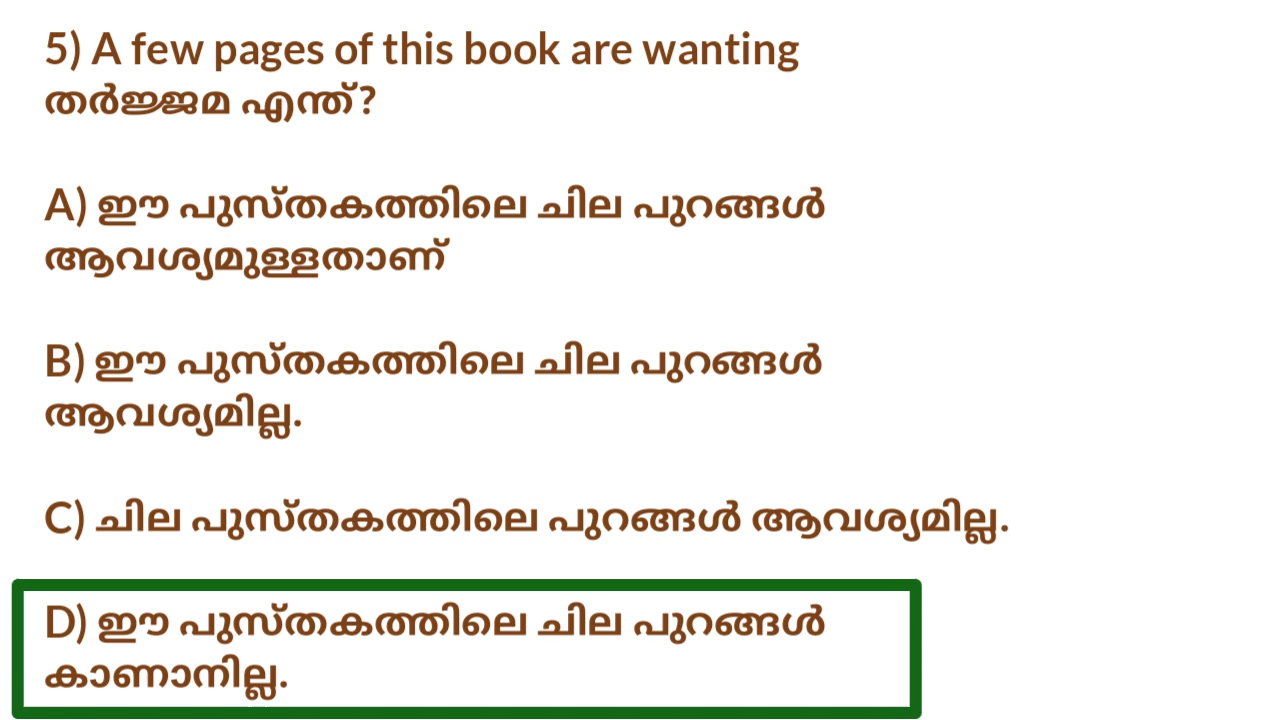 5) A few pages of this book are wanting
തർജ്ജമ എന്ത്?
A) ഈ പുസ്തകത്തിലെ ചില പുറങ്ങൾ
ആവശ്യമുള്ളതാണ്
B) ഈ പുസ്തകത്തിലെ ചില പുറങ്ങൾ
ആവശ്യമില്ല.
C) ചില പുസ്തകത്തിലെ പുറങ്ങൾ ആവശ്യമില്ല.
D) ഈ പുസ്തകത്തിലെ ചില പുറങ്ങൾ
കാണാനില്ല.